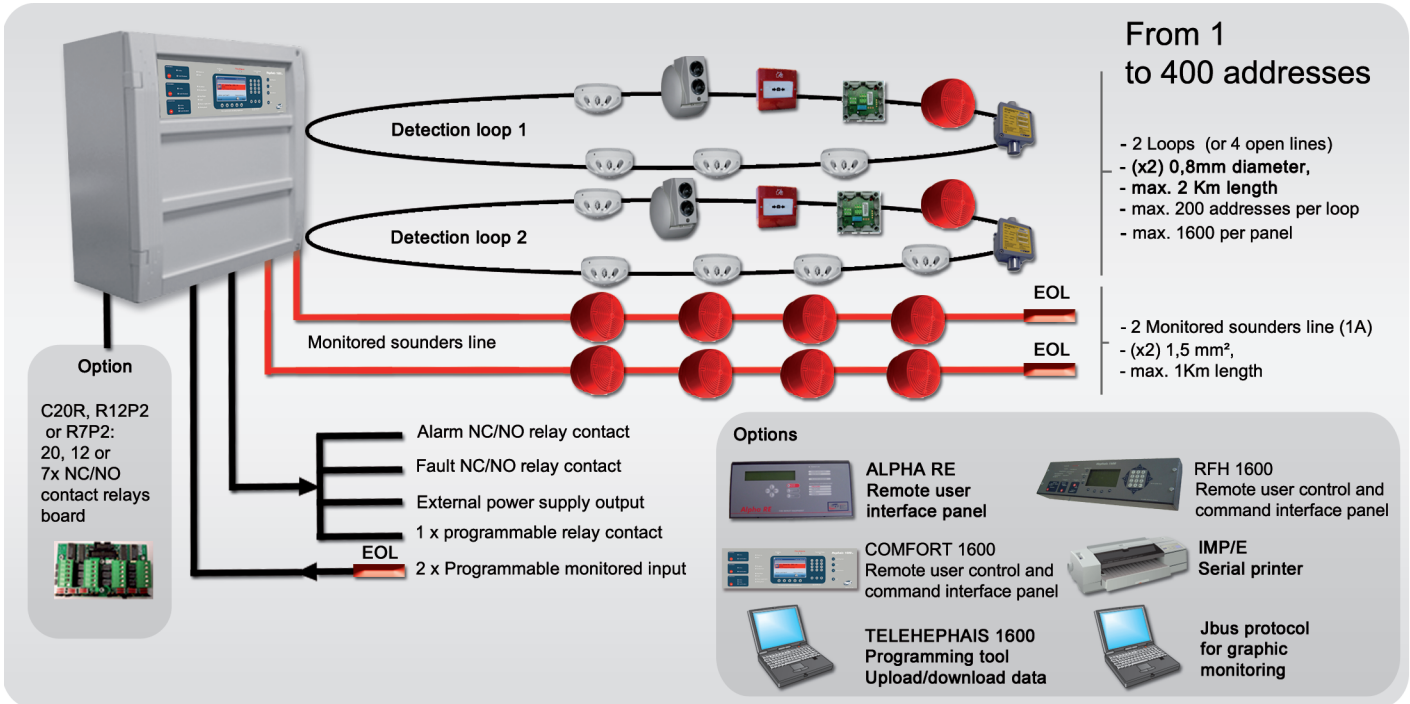 From 1
to 400 addresses
Detection loop 1
Detection loop 2
- 2 Loops (or 4 open lines)
- (x2) 0,8mm diameter,
- max. 2 Km length
- max. 200 addresses per loop
- max. 1600 per panel
EOL
Monitored sounders line
EOL
- 2 Monitored sounders line (1A)
- (x2) 1,5 mm²,
- max. 1Km length
Option
C20R, R12P2
or R7P2:
20, 12 or
7x NC/NO
contact relays
board
Alarm NC/NO relay contact
Fault NC/NO relay contact
External power supply output
1 x programmable relay contact
EOL
2 x Programmable monitored input
Options
Alpha RE
ALPHA RE
Remote user
interface panel
RFH 1600
Remote user control and
command interface panel
COMFORT 1600
Remote user control and
command interface panel
IMP/E
Serial printer
TELEHEPHAIS 1600
Programming tool
Upload/download data
Jbus protocol
for graphic
monitoring